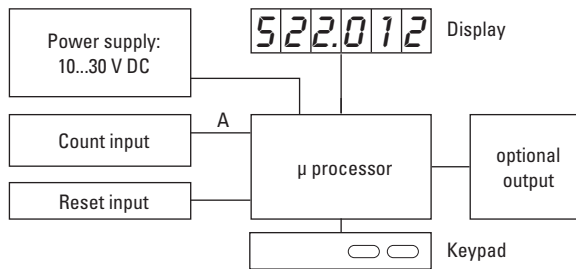 Power supply:
10...30 V DC
522.012
Display
A
Count input
µ processor
optional
output
Reset input
Keypad